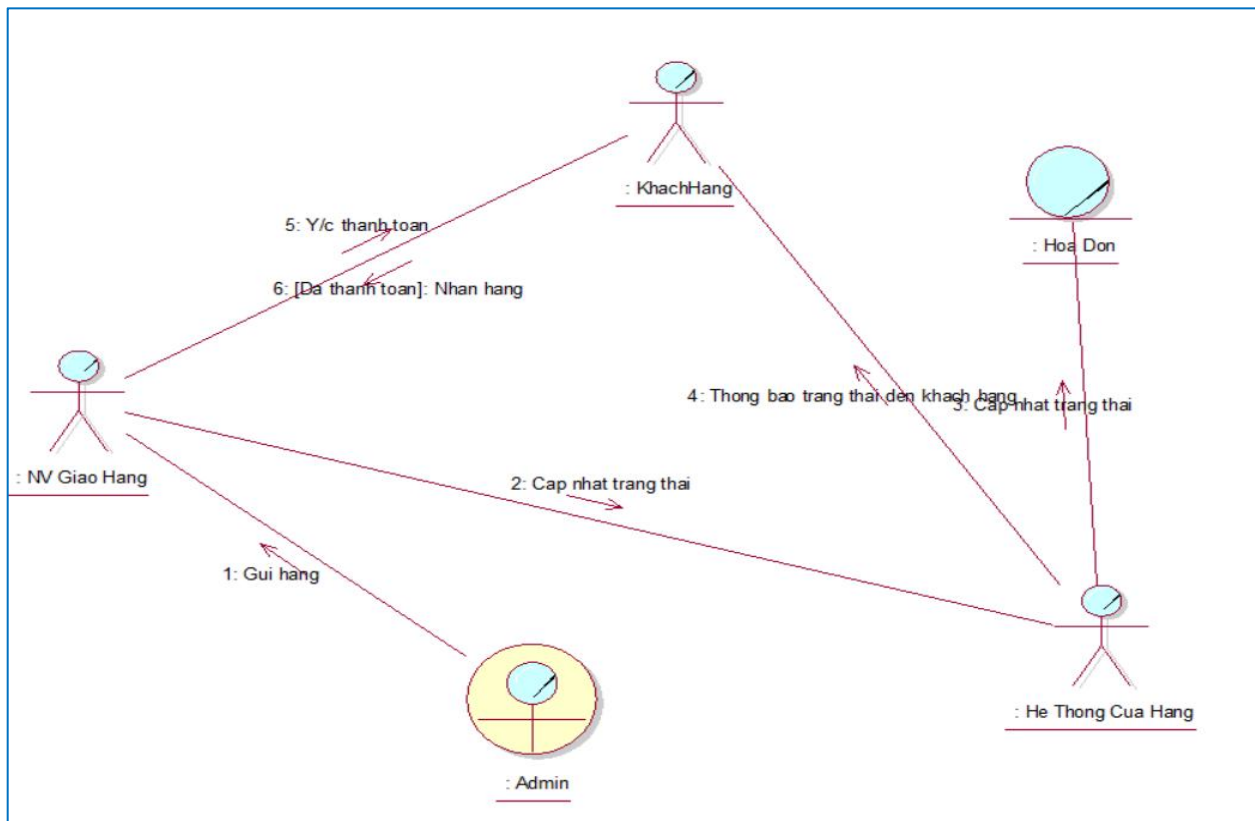 : KhachHang
: Hoa Don
5: Y/c thanh toan
6: [Da thanh toan]: Nhan hang
4: Thong bao trang thai den khach hang
3: Cap nhat trang thai
: NV Giao Hang
2: Cap nhat trang thai
1: Gui hang
: He Thong Cua Hang
: Admin